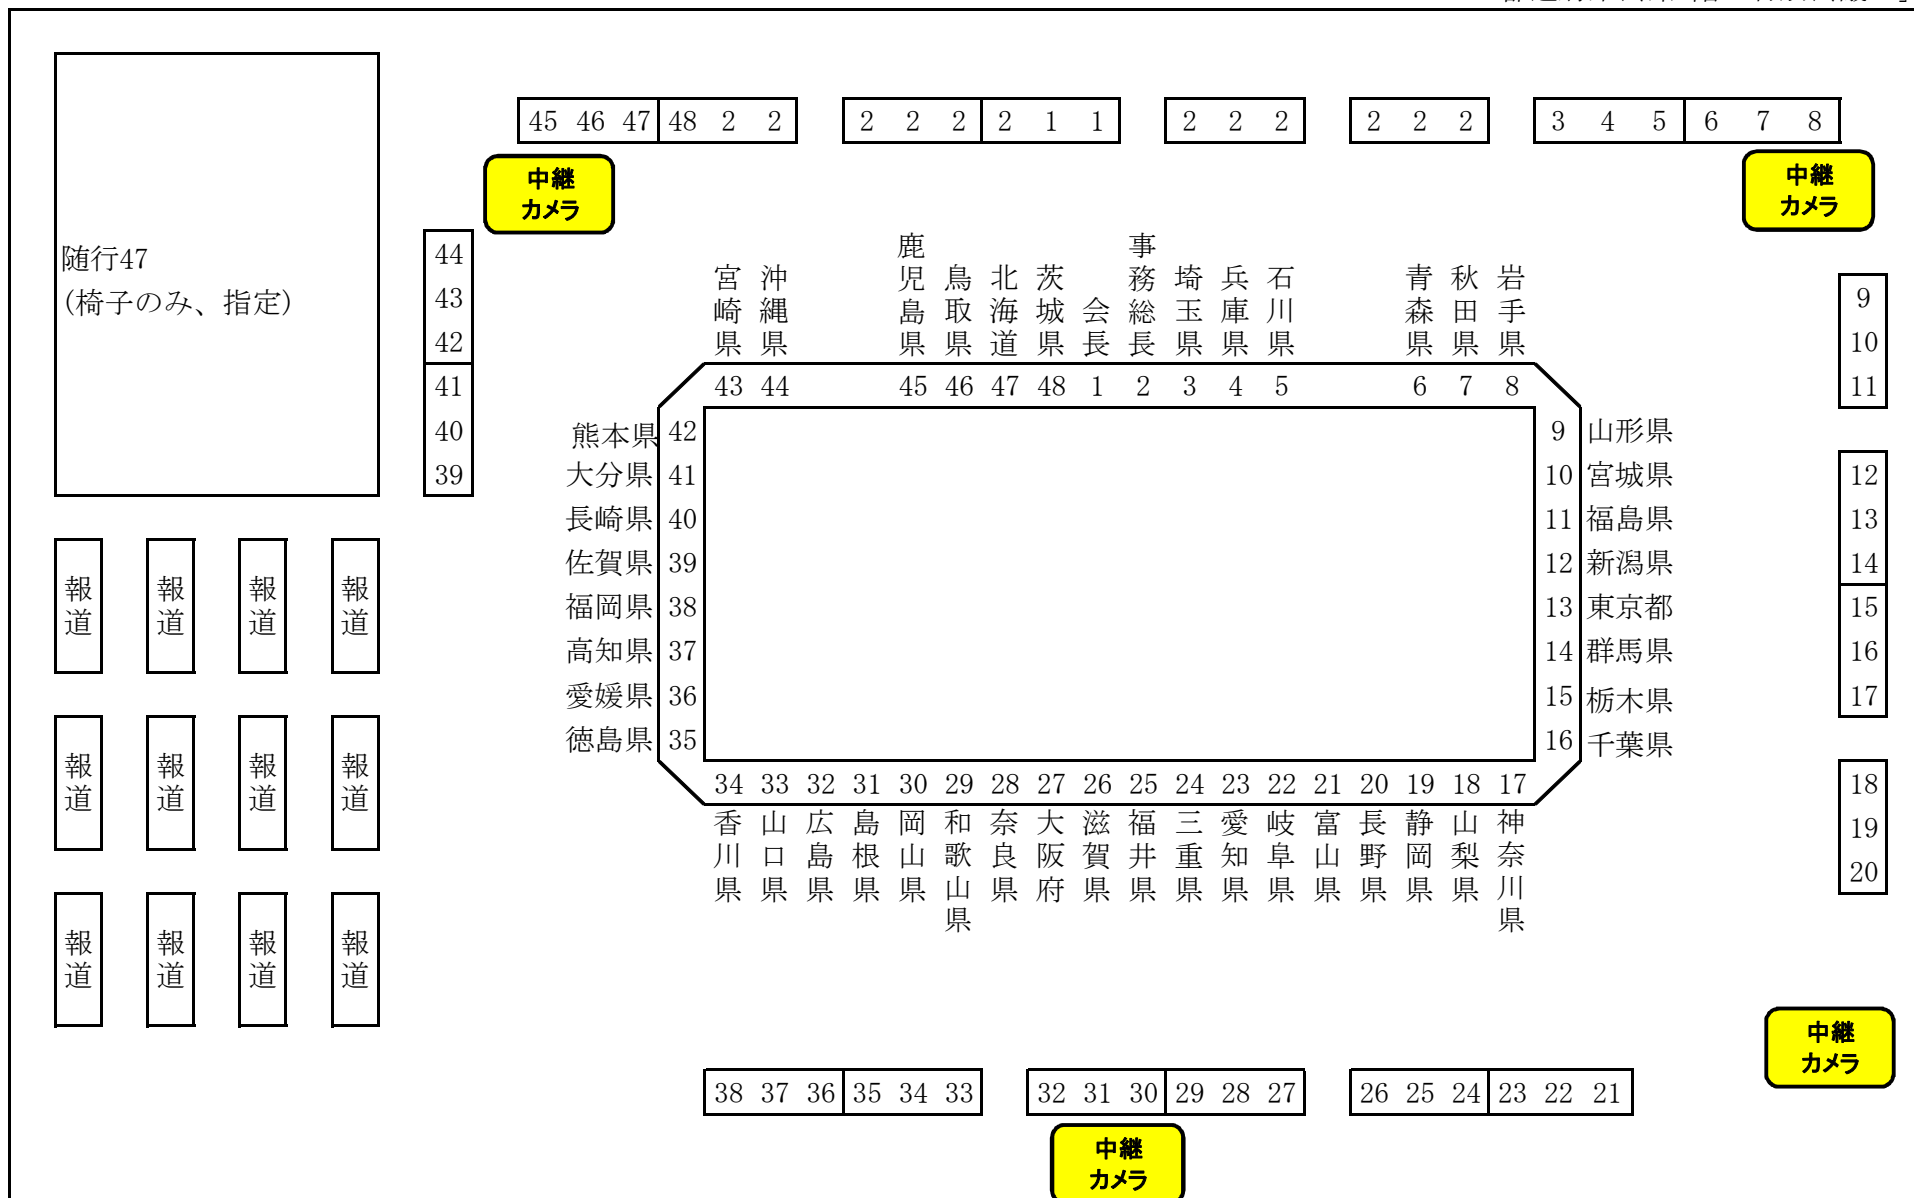 45 46 47 48 2 2
2 2 2 2 1 1
2 2 2
2 2 2
3 4 5 6 7 8
中継
カメラ
中継
カメラ
随行47
(椅子のみ、指定)
44
43
42
41
40
39
宮崎県
沖縄県
鹿児島県
鳥取県
北海道
茨城県
会長
事務総長
埼玉県
兵庫県
石川県
青森県
秋田県
岩手県
43 44 45 46 47 48 1 2 3 4 5 6 7 8
熊本県 42
大分県 41
長崎県 40
佐賀県 39
福岡県 38
高知県 37
愛媛県 36
徳島県 35
9 山形県
10 宮城県
11 福島県
12 新潟県
13 東京都
14 群馬県
15 栃木県
16 千葉県
34 33 32 31 30 29 28 27 26 25 24 23 22 21 20 19 18 17
香川県
山口県
広島県
島根県
岡山県
和歌山県
奈良県
大阪府
滋賀県
福井県
三重県
愛知県
岐阜県
富山県
長野県
静岡県
山梨県
神奈川県
9
10
11
12
13
14
15
16
17
18
19
20
報道
報道
報道
報道
報道
報道
報道
報道
報道
報道
報道
報道
中継
カメラ
38 37 36 35 34 33
32 31 30 29 28 27
26 25 24 23 22 21
中継
カメラ